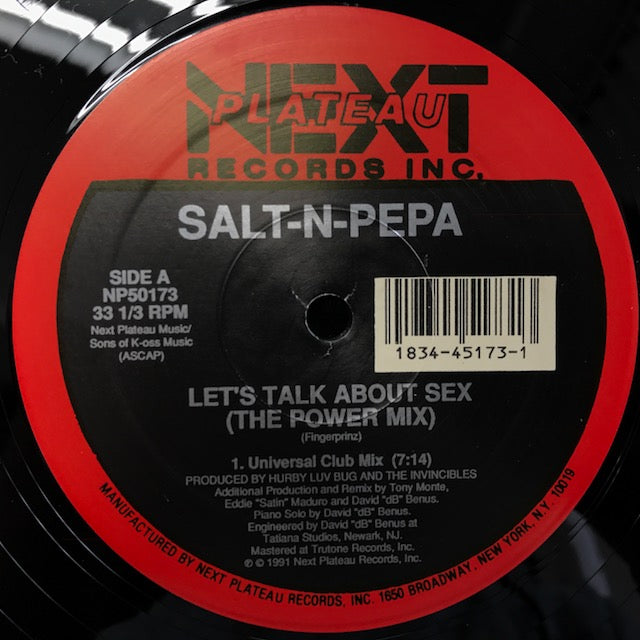 NEXT
PLATEAU
RECORDS INC.
SALT-N-PEPA
SIDE A
NP50173
33 1/3 RPM
Next Plateau Music/
Sons of K-oss Music
(ASCAP)
1834-45173-1
LET'S TALK ABOUT SEX
(THE POWER MIX)
(Fingerprinz)
1. Universal Club Mix (7:14)
PRODUCED BY HURBY LUV BUG AND THE INVINCIBLES
Additional Production and Remix by Tony Monte,
Eddie "Satin" Maduro and David "dB" Benus.
Piano Solo by David "dB" Benus.
Engineered by David "dB" Benus at
Tatiana Studios, Newark, NJ.
Mastered at Trutone Records, Inc.
℗ © 1991 Next Plateau Records, Inc.
MANUFACTURED BY NEXT PLATEAU RECORDS, INC. 1650 BROADWAY. NEW YORK, N.Y. 10019